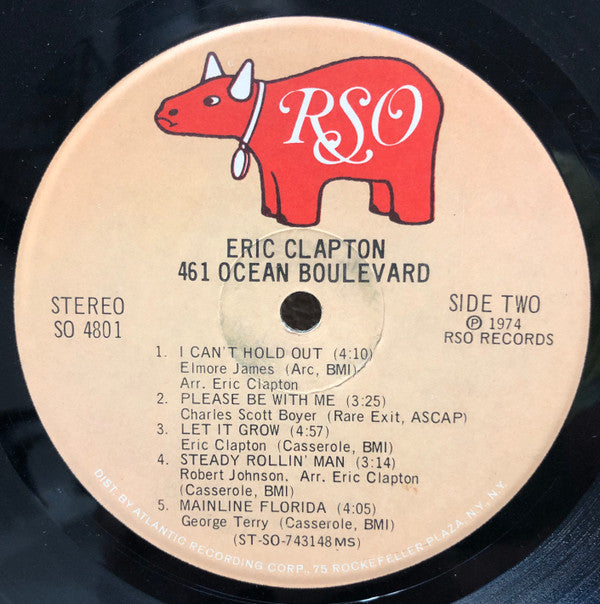 RSO
ERIC CLAPTON
461 OCEAN BOULEVARD
STEREO
SO 4801
SIDE TWO
℗ 1974
RSO RECORDS
1. I CAN'T HOLD OUT (4:10)
Elmore James (Arc, BMI)
Arr. Eric Clapton
2. PLEASE BE WITH ME (3:25)
Charles Scott Boyer (Rare Exit, ASCAP)
3. LET IT GROW (4:57)
Eric Clapton (Casserole, BMI)
4. STEADY ROLLIN' MAN (3:14)
Robert Johnson. Arr. Eric Clapton
(Casserole, BMI)
5. MAINLINE FLORIDA (4:05)
George Terry (Casserole, BMI)
(ST-SO-743148 MS)
DIST. BY ATLANTIC RECORDING CORP., 75 ROCKEFELLER PLAZA, N.Y., N.Y.